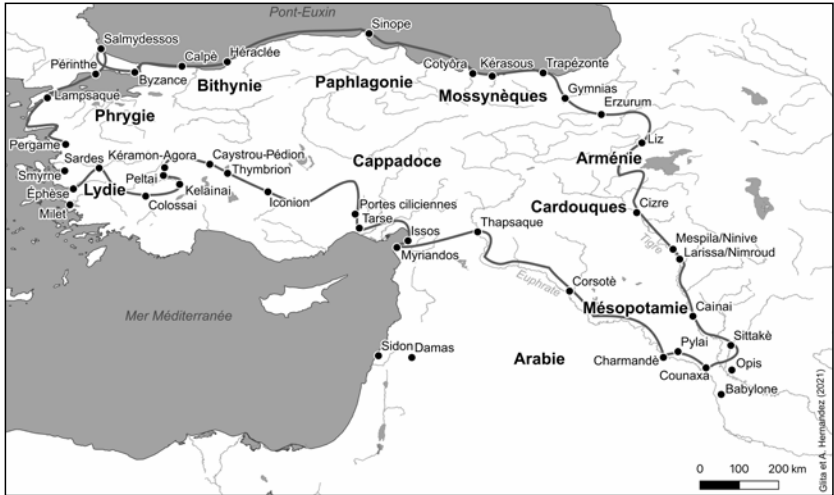 Pont-Euxin
Sinope
Salmydessos
Calpè
Héraclée
Cotyôra
Kérasous
Trapézonte
Périnthe
Byzance
Bithynie
Paphlagonie
Mossynèques
Gymnias
Lampsaque
Erzurum
Phrygie
Liz
Pergame
Kéramon-Agora
Caystrou-Pédion
Arménie
Sardes
Thymbrion
Cappadoce
Smyrne
Peltai
Kelainai
Éphèse
Lydie
Iconion
Portes ciliciennes
Cardouques
Cizre
Milet
Colossai
Tarse
Thapsaque
Issos
Tigre
Mespila/Ninive
Myriandos
Larissa/Nimroud
Euphrate
Corsotè
Mer Méditerranée
Mésopotamie
Cainai
Sidon
Damas
Arabie
Pylai
Sittakè
Charmandè
Opis
Counaxa
Babylone
0 100 200 km
Gilta et A. Hernandez (2021)